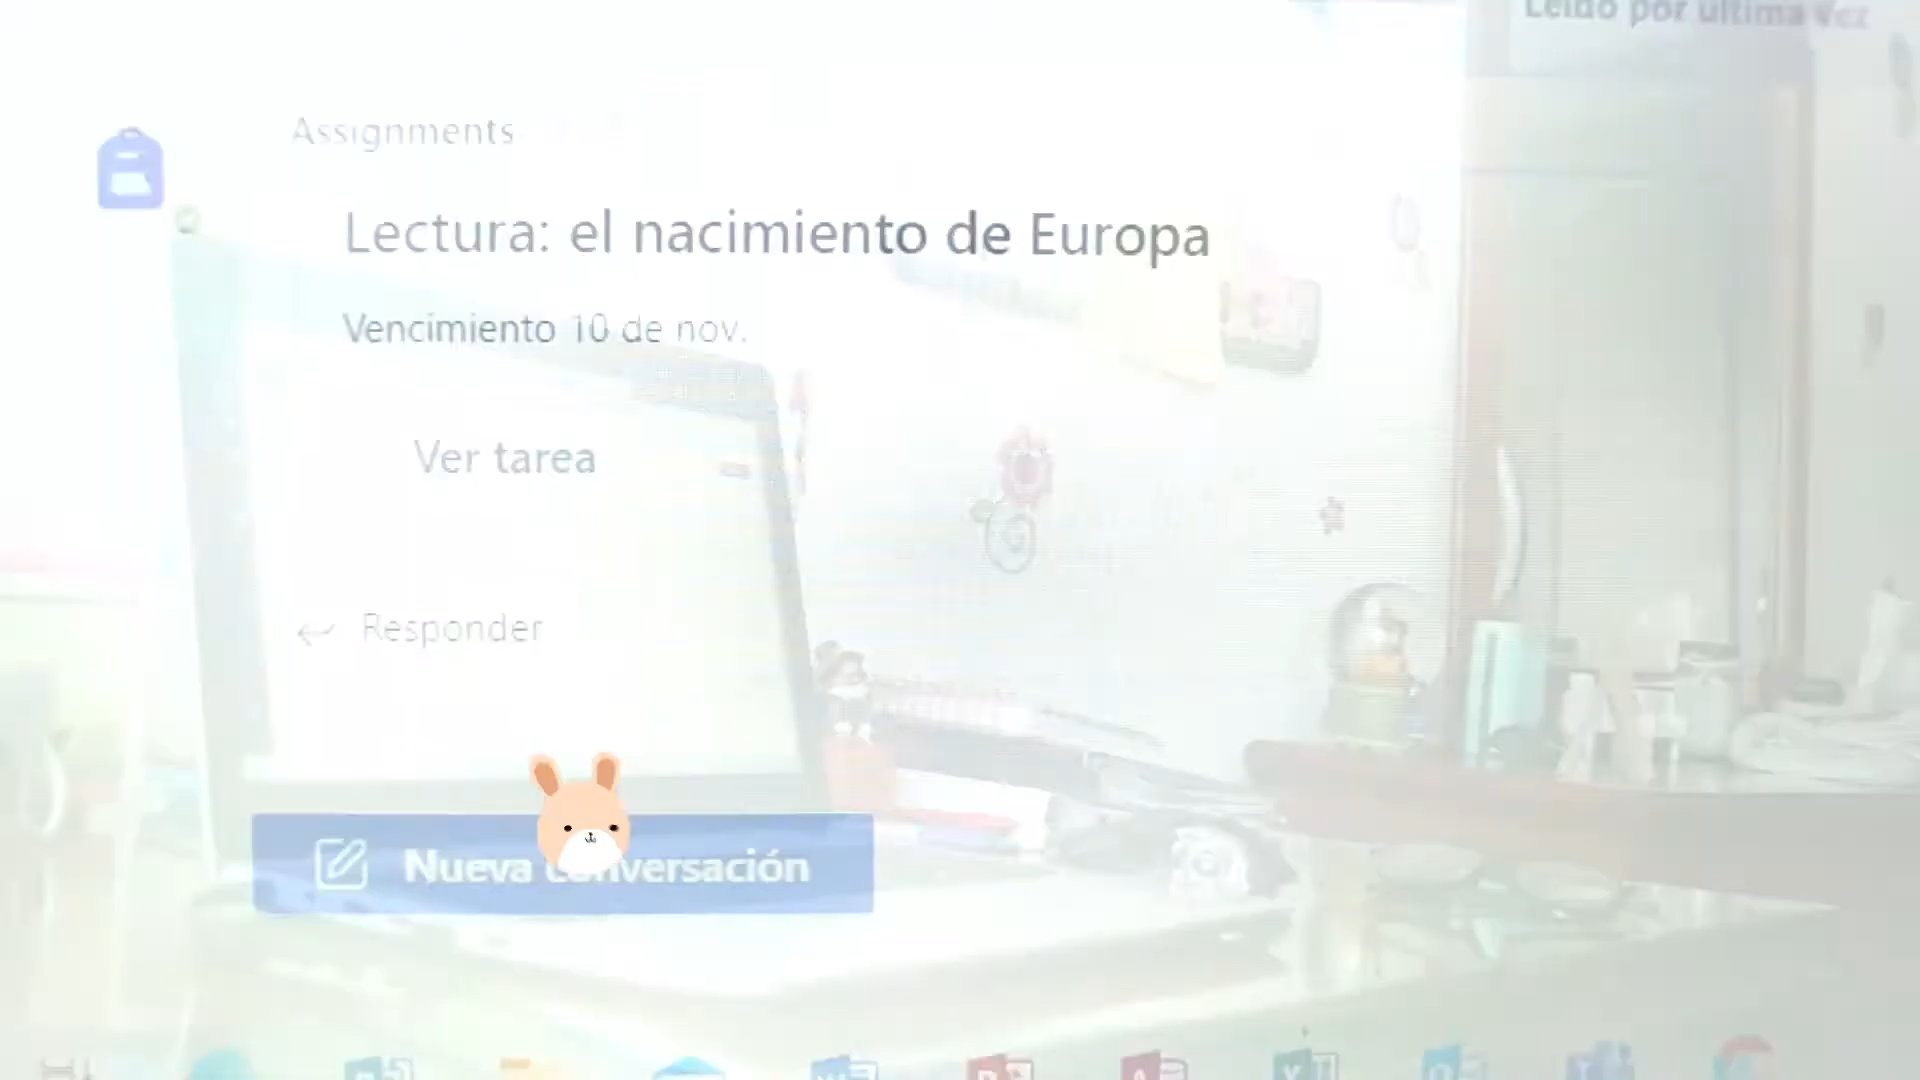 Leído por última vez
Assignments
Lectura: el nacimiento de Europa
Vencimiento 10 de nov.
Ver tarea
Responder
Nueva conversación